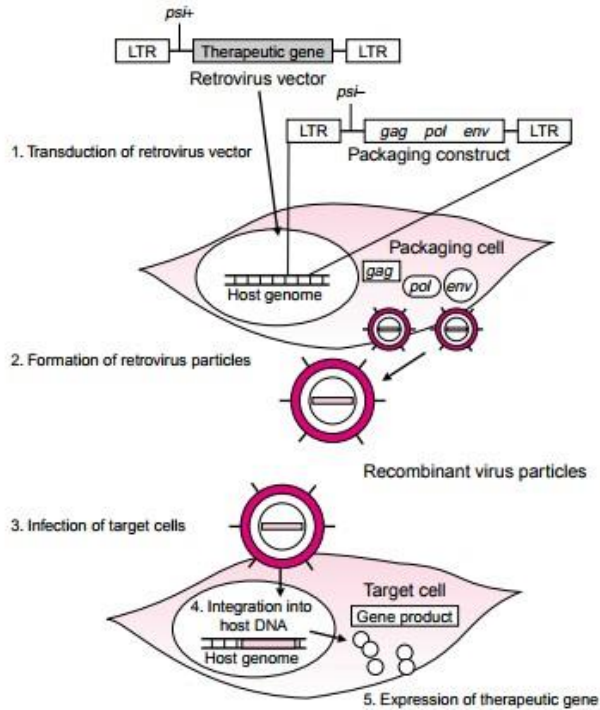 psi+
LTR Therapeutic gene LTR
Retrovirus vector
psi–
LTR gag pol env LTR
Packaging construct
1. Transduction of retrovirus vector
Packaging cell
gag
pol env
Host genome
2. Formation of retrovirus particles
Recombinant virus particles
3. Infection of target cells
Target cell
4. Integration into
host DNA
Gene product
Host genome
5. Expression of therapeutic gene